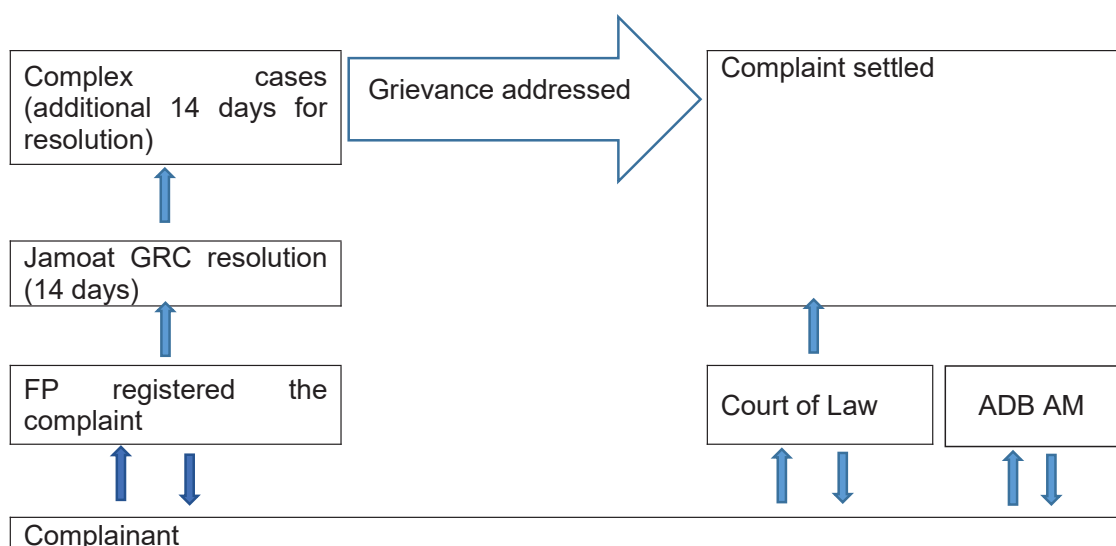 Complex cases
(additional 14 days for
resolution)
Grievance addressed
Complaint settled
Jamoat GRC resolution
(14 days)
FP registered the
complaint
Court of Law
ADB AM
Complainant